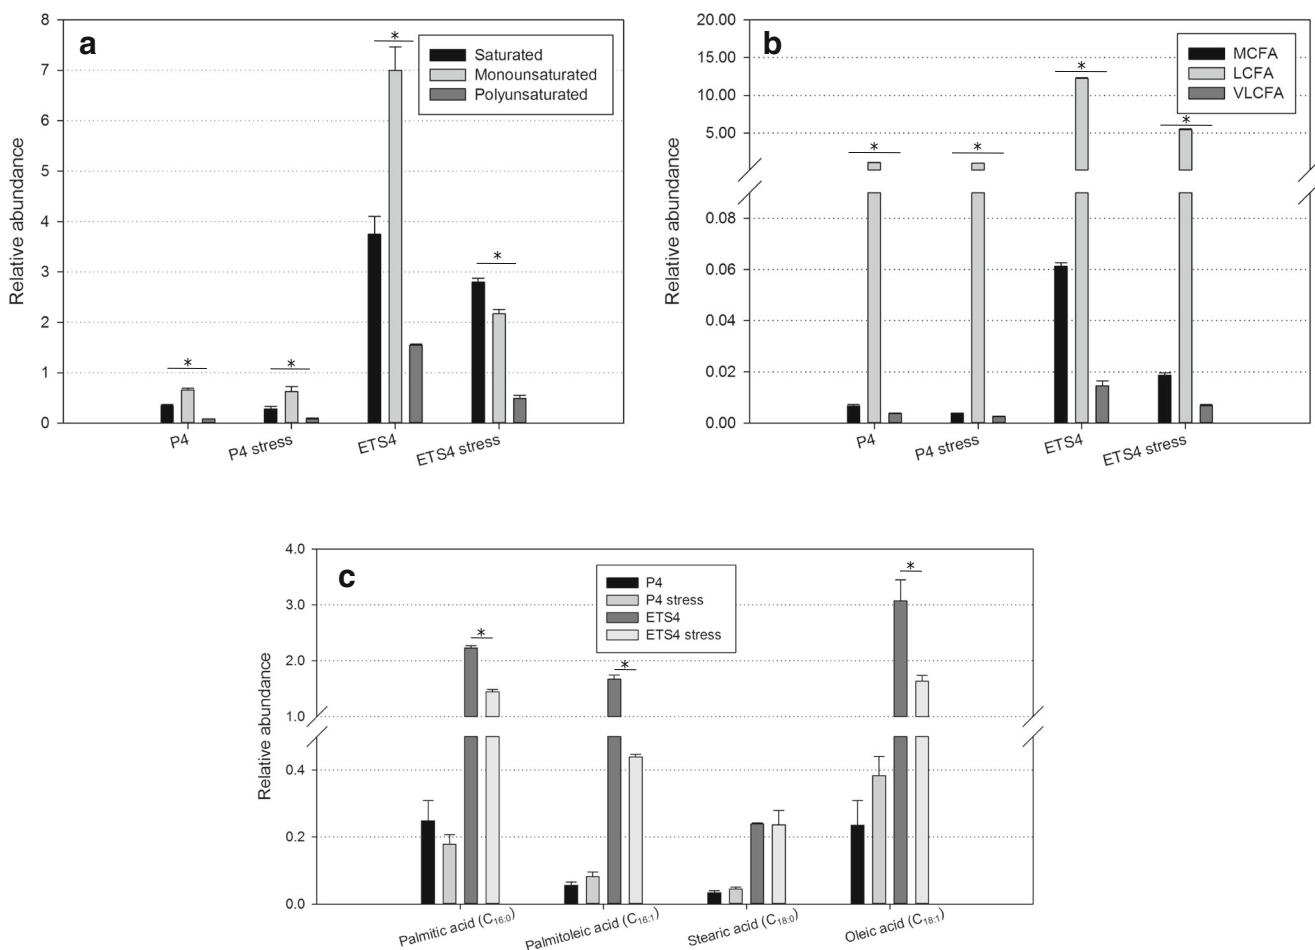 a
Saturated
Monounsaturated
Polyunsaturated
Relative abundance
8
7
6
5
4
3
2
1
0
*
*
*
*
P4
P4 stress
ETS4
ETS4 stress
b
MCFA
LCFA
VLCFA
Relative abundance
20.00
15.00
10.00
5.00
0.08
0.06
0.04
0.02
0.00
*
*
*
*
P4
P4 stress
ETS4
ETS4 stress
c
P4
P4 stress
ETS4
ETS4 stress
Relative abundance
4.0
3.0
2.0
1.0
0.4
0.2
0.0
*
*
*
Palmitic acid (C16:0)
Palmitoleic acid (C16:1)
Stearic acid (C18:0)
Oleic acid (C18:1)